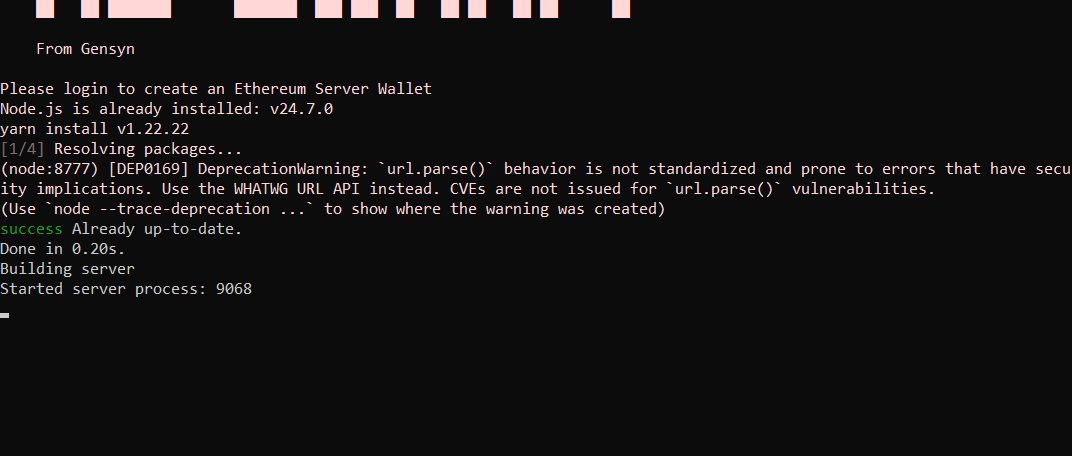 From Gensyn
Please login to create an Ethereum Server Wallet
Node.js is already installed: v24.7.0
yarn install v1.22.22
[1/4] Resolving packages...
(node:8777) [DEP0169] DeprecationWarning: `url.parse()` behavior is not standardized and prone to errors that have secu
ity implications. Use the WHATWG URL API instead. CVEs are not issued for `url.parse()` vulnerabilities.
(Use `node --trace-deprecation ...` to show where the warning was created)
success Already up-to-date.
Done in 0.20s.
Building server
Started server process: 9068